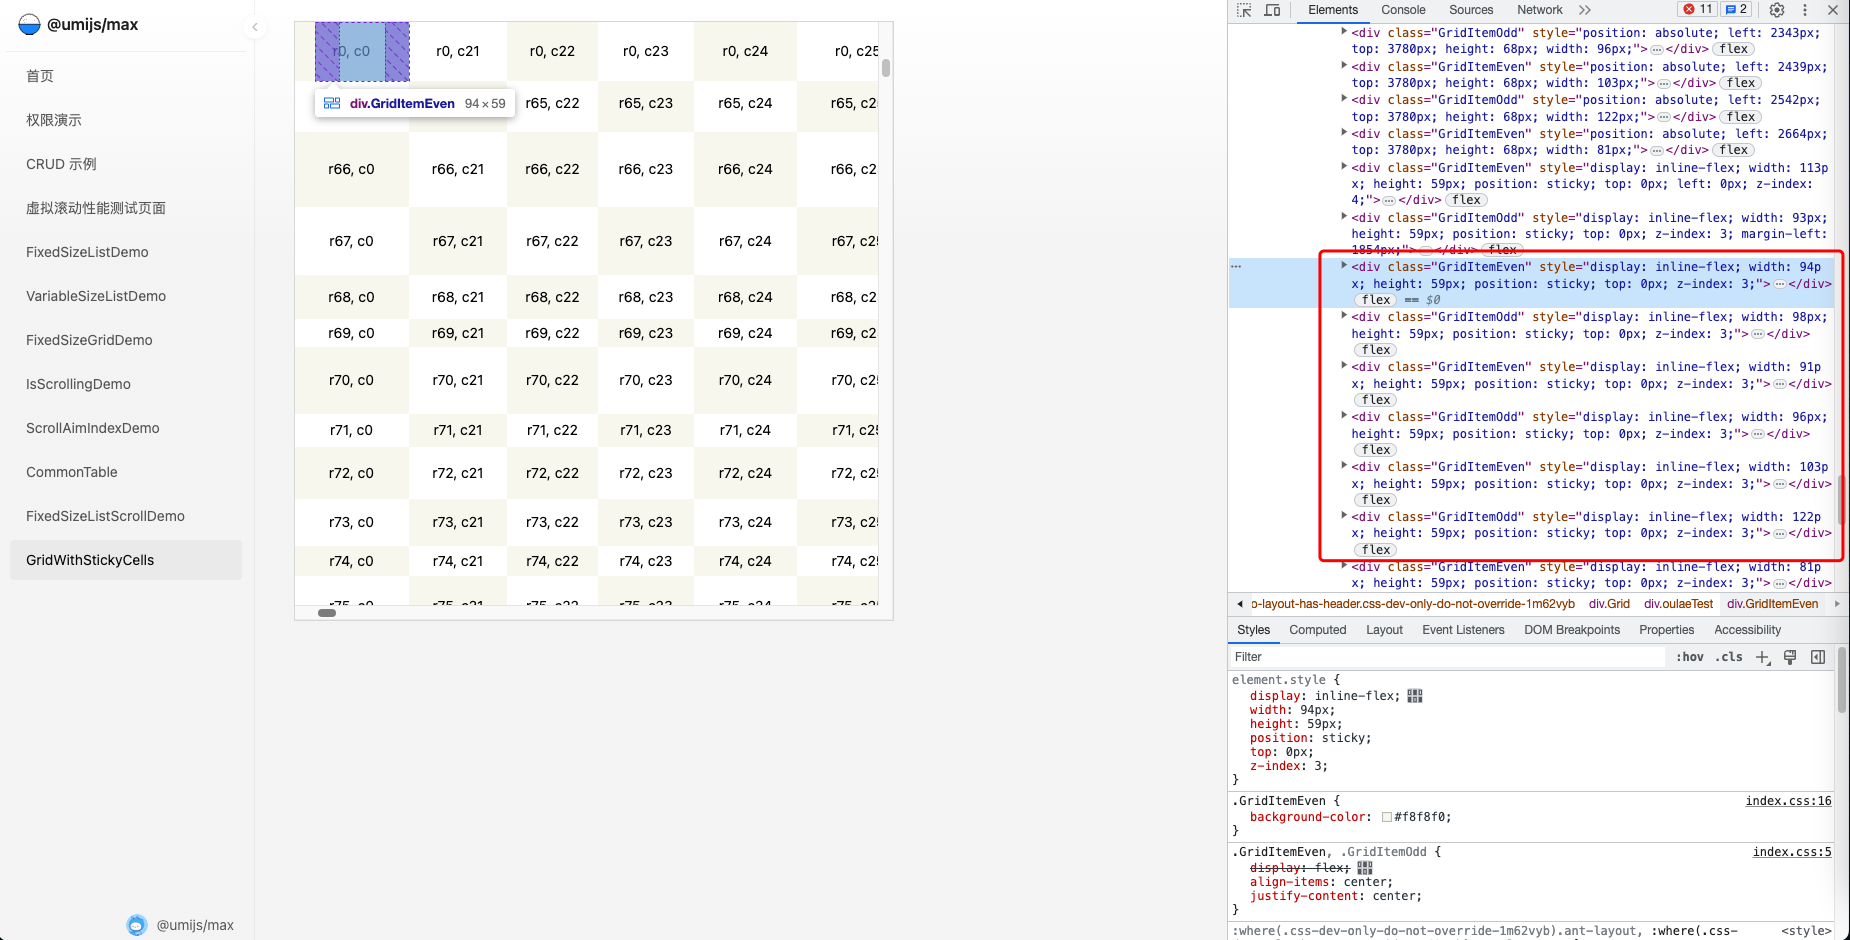 @umijs/max
首页
权限演示
CRUD 示例
虚拟滚动性能测试页面
FixedSizeListDemo
VariableSizeListDemo
FixedSizeGridDemo
IsScrollingDemo
ScrollAimIndexDemo
CommonTable
FixedSizeListScrollDemo
GridWithStickyCells
@umijs/max
r0, c0 r0, c21 r0, c22 r0, c23 r0, c24 r0, c25
div.GridItemEven 94×59
r65, c22 r65, c23 r65, c24 r65, c2
r66, c0 r66, c21 r66, c22 r66, c23 r66, c24 r66, c2
r67, c0 r67, c21 r67, c22 r67, c23 r67, c24 r67, c25
r68, c0 r68, c21 r68, c22 r68, c23 r68, c24 r68, c2
r69, c0 r69, c21 r69, c22 r69, c23 r69, c24 r69, c2
r70, c0 r70, c21 r70, c22 r70, c23 r70, c24 r70, c25
r71, c0 r71, c21 r71, c22 r71, c23 r71, c24 r71, c25
r72, c0 r72, c21 r72, c22 r72, c23 r72, c24 r72, c2
r73, c0 r73, c21 r73, c22 r73, c23 r73, c24 r73, c25
r74, c0 r74, c21 r74, c22 r74, c23 r74, c24 r74, c25
r75, c0 r75, c21 r75, c22 r75, c23 r75, c24 r75, c25
Elements Console Sources Network 11 2
<div class="GridItemOdd" style="position: absolute; left: 2343px;
top: 3780px; height: 68px; width: 96px;">…</div> flex
<div class="GridItemEven" style="position: absolute; left: 2439px;
top: 3780px; height: 68px; width: 103px;">…</div> flex
<div class="GridItemOdd" style="position: absolute; left: 2542px;
top: 3780px; height: 68px; width: 122px;">…</div> flex
<div class="GridItemEven" style="position: absolute; left: 2664px;
top: 3780px; height: 68px; width: 81px;">…</div> flex
<div class="GridItemEven" style="display: inline-flex; width: 113p
x; height: 59px; position: sticky; top: 0px; left: 0px; z-index:
4;">…</div> flex
<div class="GridItemOdd" style="display: inline-flex; width: 93px;
height: 59px; position: sticky; top: 0px; z-index: 3; margin-left:
1854px;">…</div> flex
… <div class="GridItemEven" style="display: inline-flex; width: 94p
x; height: 59px; position: sticky; top: 0px; z-index: 3;">…</div>
flex == $0
<div class="GridItemOdd" style="display: inline-flex; width: 98px;
height: 59px; position: sticky; top: 0px; z-index: 3;">…</div>
flex
<div class="GridItemEven" style="display: inline-flex; width: 91p
x; height: 59px; position: sticky; top: 0px; z-index: 3;">…</div>
flex
<div class="GridItemOdd" style="display: inline-flex; width: 96px;
height: 59px; position: sticky; top: 0px; z-index: 3;">…</div>
flex
<div class="GridItemEven" style="display: inline-flex; width: 103p
x; height: 59px; position: sticky; top: 0px; z-index: 3;">…</div>
flex
<div class="GridItemOdd" style="display: inline-flex; width: 122p
x; height: 59px; position: sticky; top: 0px; z-index: 3;">…</div>
flex
<div class="GridItemEven" style="display: inline-flex; width: 81p
x; height: 59px; position: sticky; top: 0px; z-index: 3;">…</div>
o-layout-has-header.css-dev-only-do-not-override-1m62vyb div.Grid div.oulaeTest div.GridItemEven
Styles Computed Layout Event Listeners DOM Breakpoints Properties Accessibility
Filter :hov .cls
element.style {
display: inline-flex;
width: 94px;
height: 59px;
position: sticky;
top: 0px;
z-index: 3;
}
.GridItemEven { index.css:16
background-color: #f8f8f0;
}
.GridItemEven, .GridItemOdd { index.css:5
display: flex;
align-items: center;
justify-content: center;
}
:where(.css-dev-only-do-not-override-1m62vyb).ant-layout, :where(.css- <style>